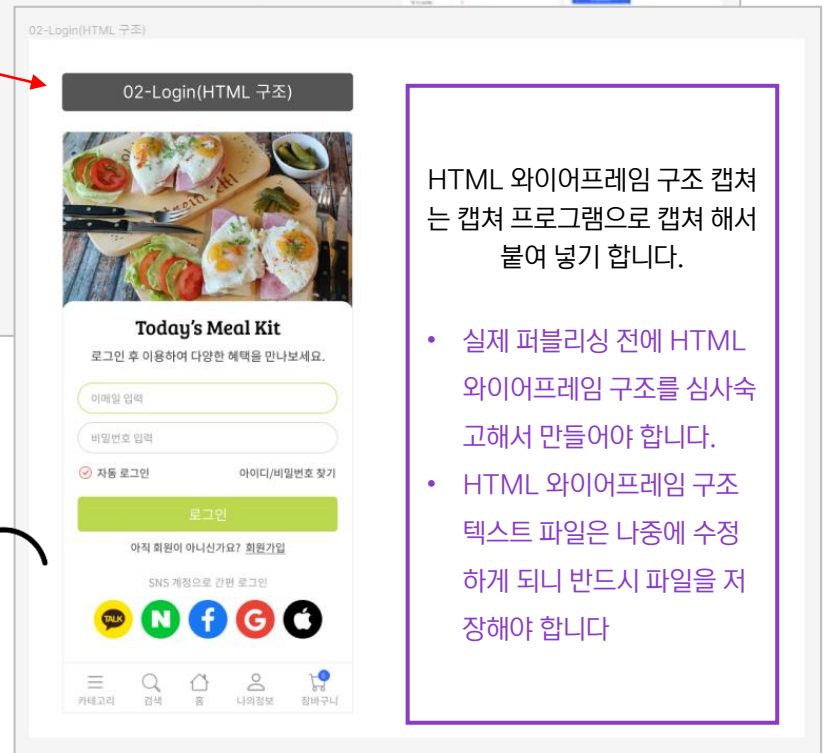 02-Login(HTML 구조)
02-Login(HTML 구조)
Today's Meal Kit
로그인 후 이용하여 다양한 혜택을 만나보세요.
이메일 입력
비밀번호 입력
자동 로그인 아이디/비밀번호 찾기
로그인
아직 회원이 아니신가요? 회원가입
SNS 계정으로 간편 로그인
TALK N f G
카테고리 검색 홈 나의정보 장바구니
HTML 와이어프레임 구조 캡쳐
는 캡쳐 프로그램으로 캡쳐 해서
붙여 넣기 합니다.
• 실제 퍼블리싱 전에 HTML
와이어프레임 구조를 심사숙
고해서 만들어야 합니다.
• HTML 와이어프레임 구조
텍스트 파일은 나중에 수정
하게 되니 반드시 파일을 저
장해야 합니다